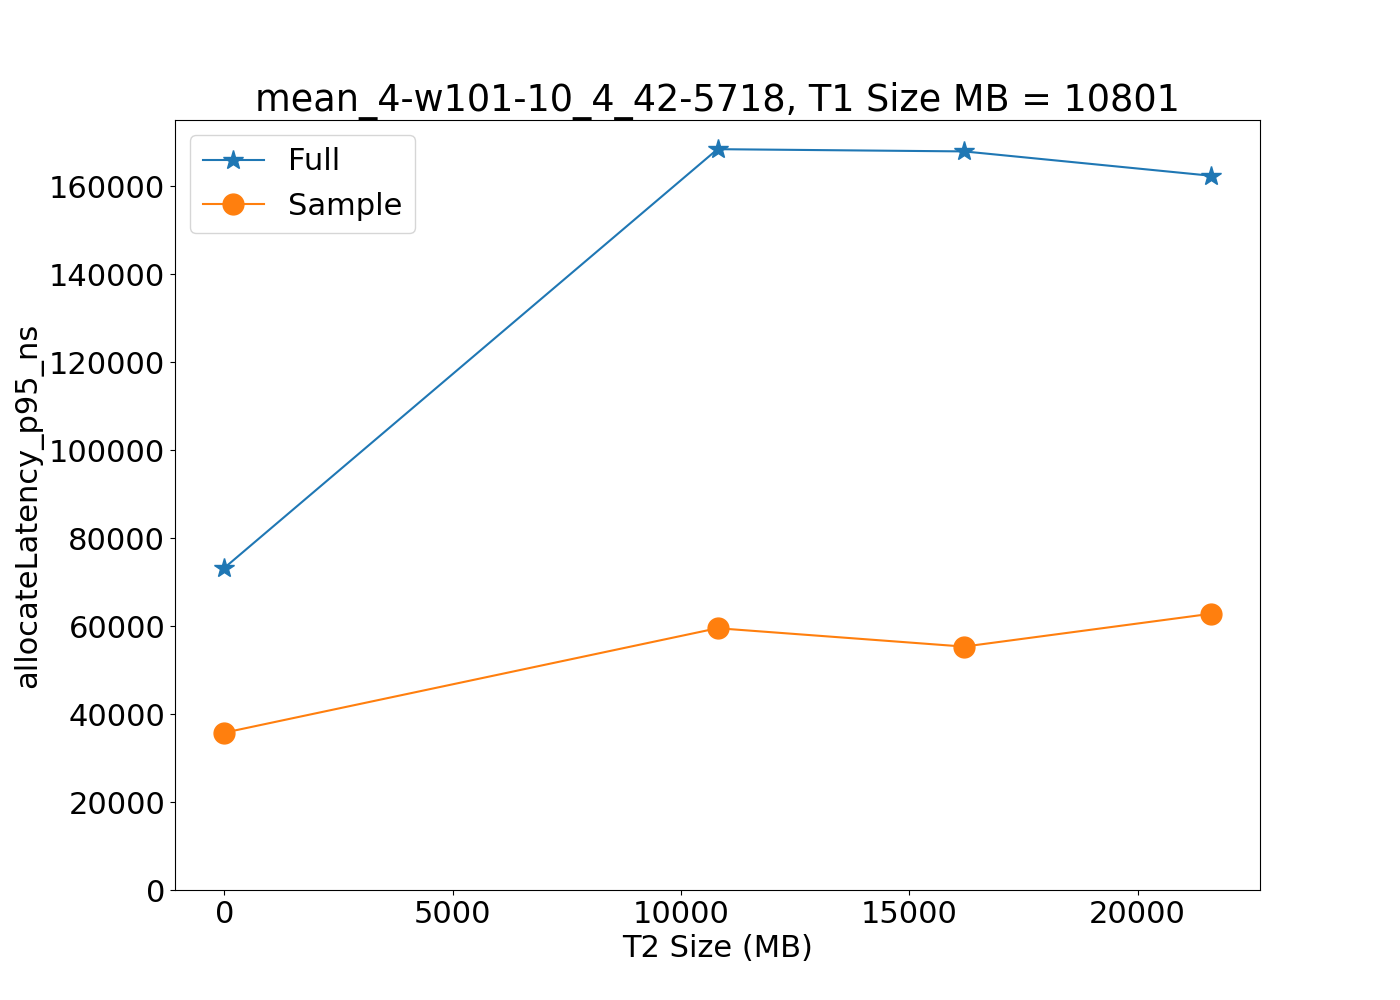 mean_4-w101-10_4_42-5718, T1 Size MB = 10801
Full
Sample
allocateLatency_p95_ns
160000
140000
120000
100000
80000
60000
40000
20000
0
0 5000 10000 15000 20000
T2 Size (MB)